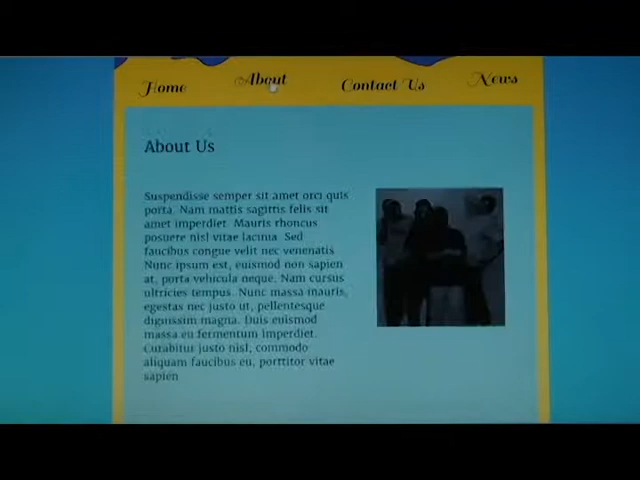 Home About Contact Us News
About Us
Suspendisse semper sit amet orci quis
porta. Nam mattis sagittis felis sit
amet imperdiet. Mauris rhoncus
posuere nisl vitae lacinia. Sed
faucibus congue velit nec venenatis.
Nunc ipsum est, euismod non sapien
at, porta vehicula neque. Nam cursus
ultricies tempus. Nunc massa mauris,
egestas nec justo ut, pellentesque
dignissim magna. Duis euismod
massa eu fermentum imperdiet.
Curabitur justo nisl, commodo
aliquam faucibus eu, porttitor vitae
sapien